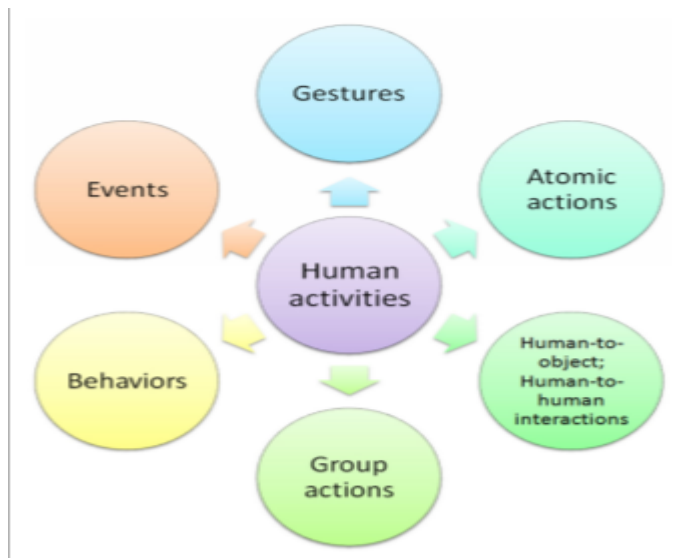 Gestures
Events
Atomic
actions
Human
activities
Behaviors
Human-to-
object;
Human-to-
human
interactions
Group
actions